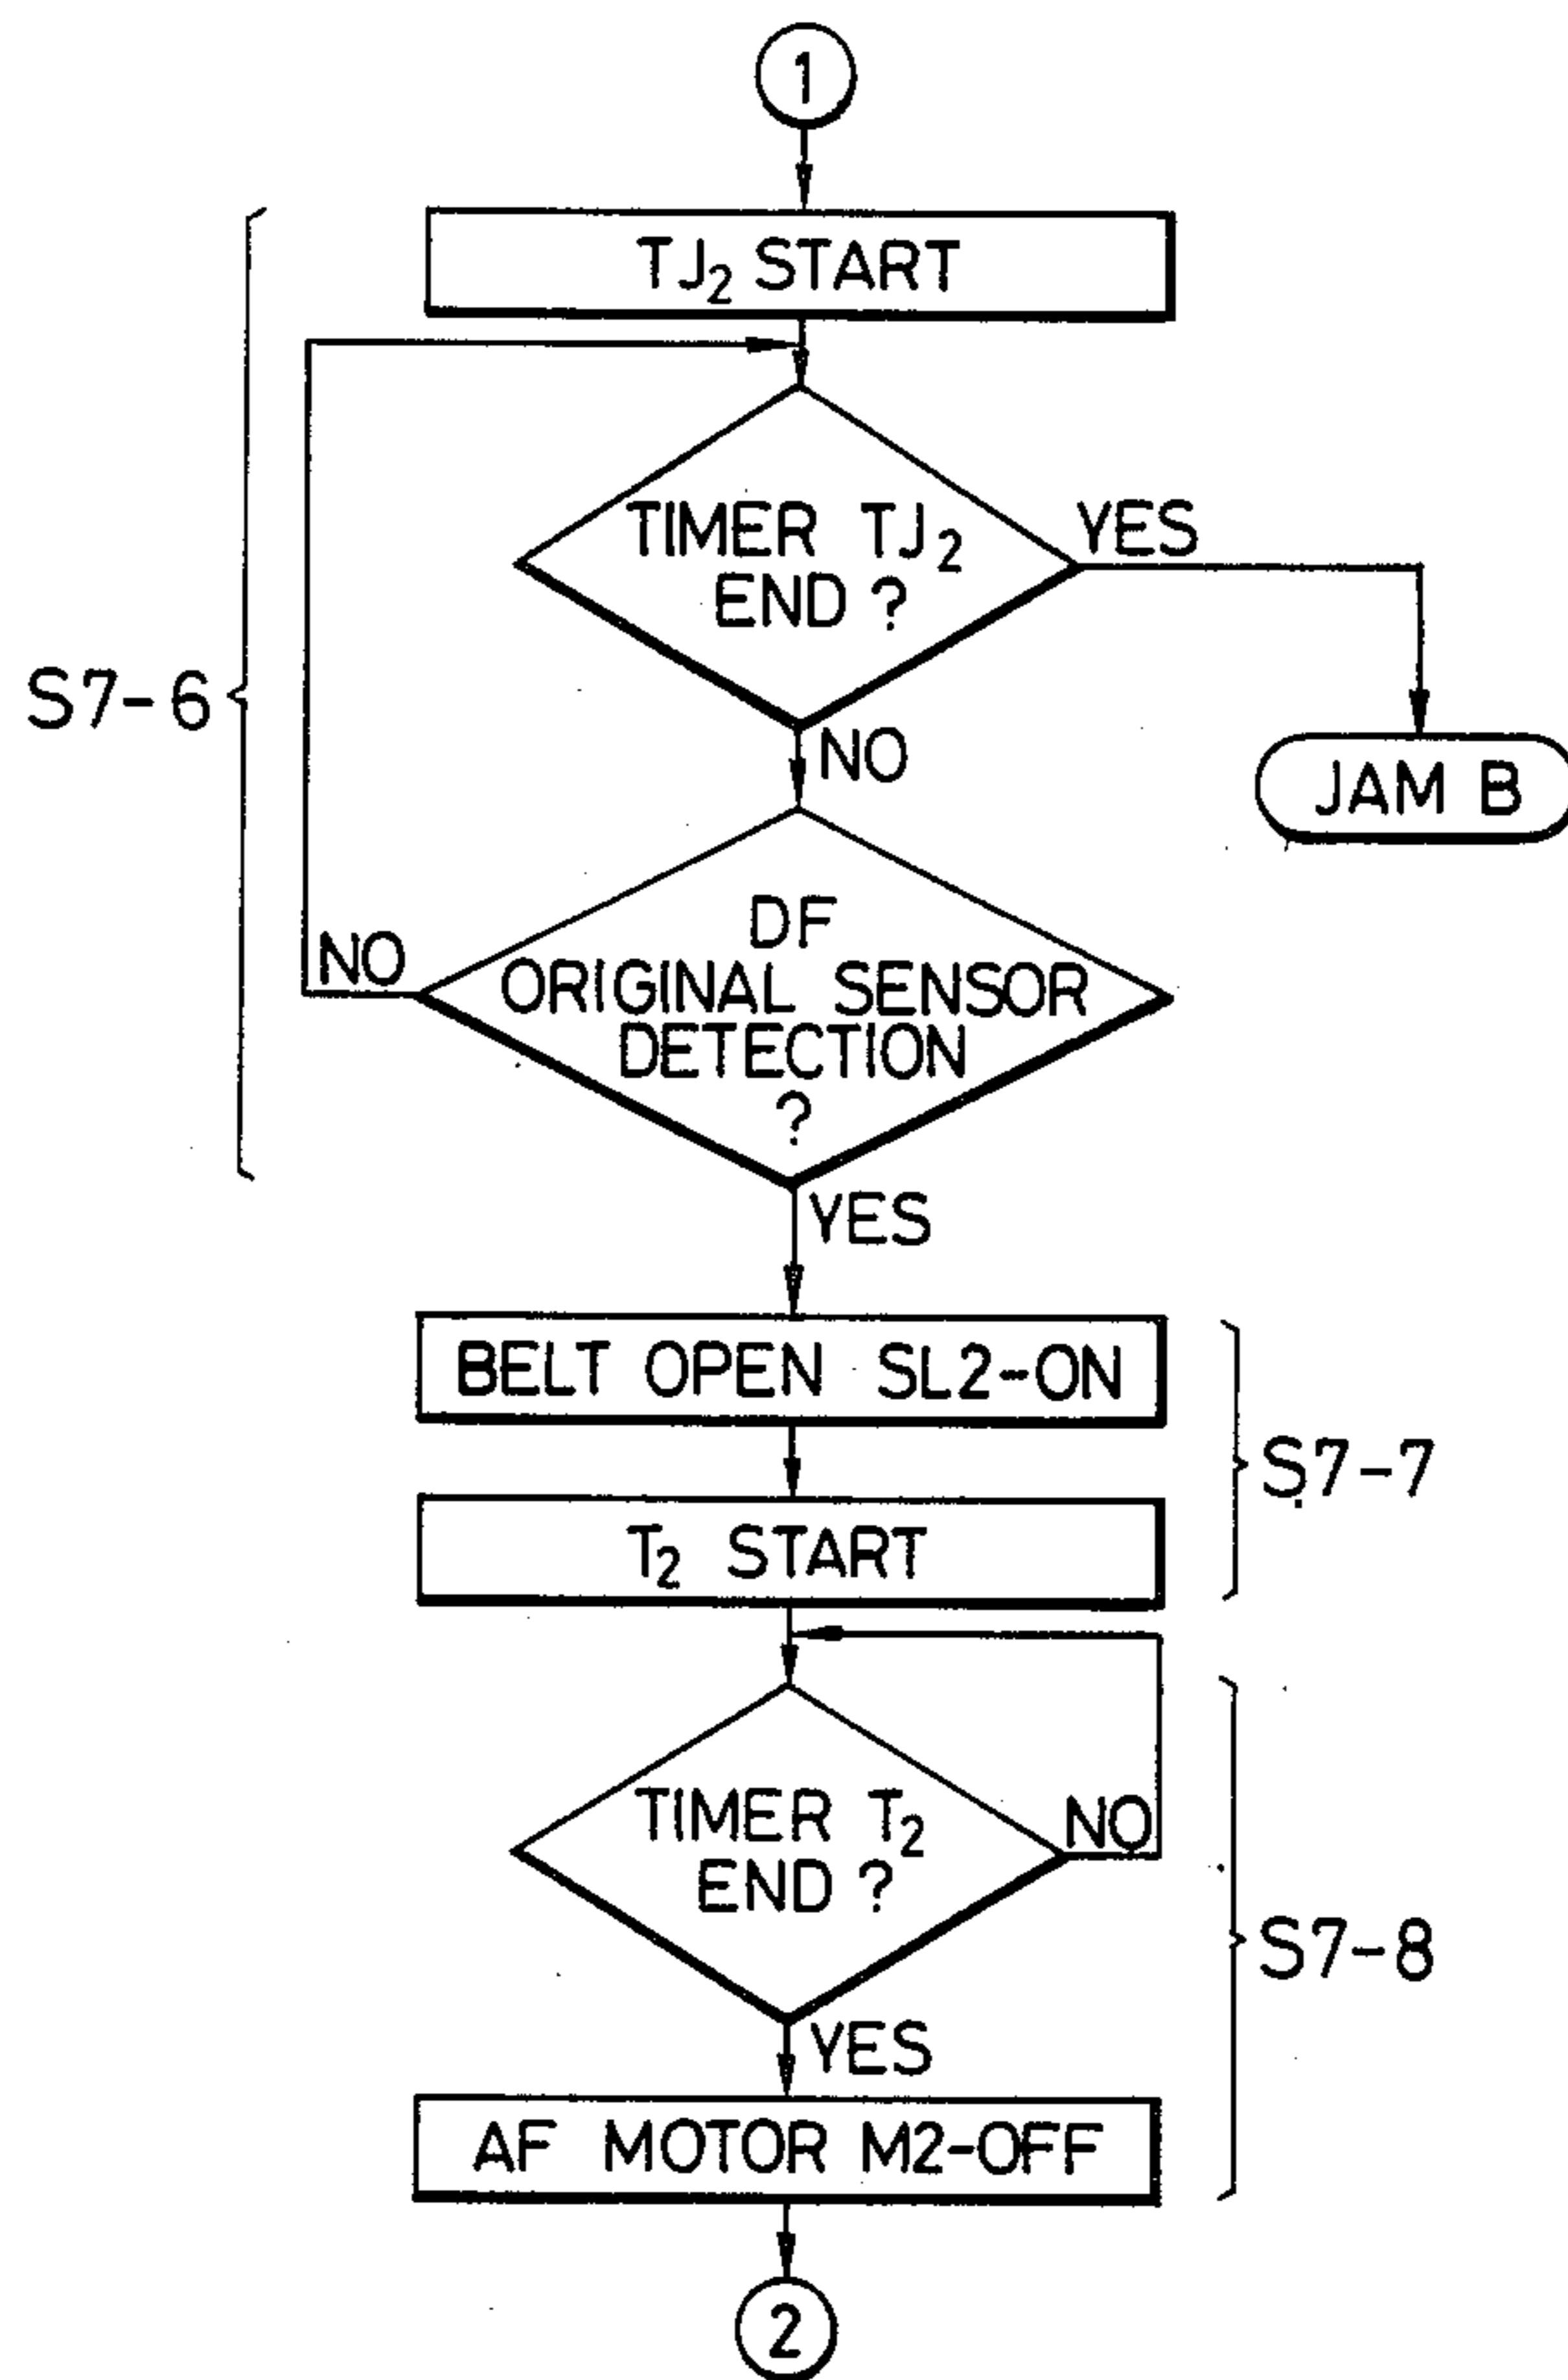 1
TJ₂ START
TIMER TJ₂
END ?
YES
S7-6
NO
JAM B
DF
ORIGINAL SENSOR
DETECTION
?
NO
YES
BELT OPEN SL2-ON
S7-7
T₂ START
TIMER T₂
END ?
NO
S7-8
YES
AF MOTOR M2-OFF
2